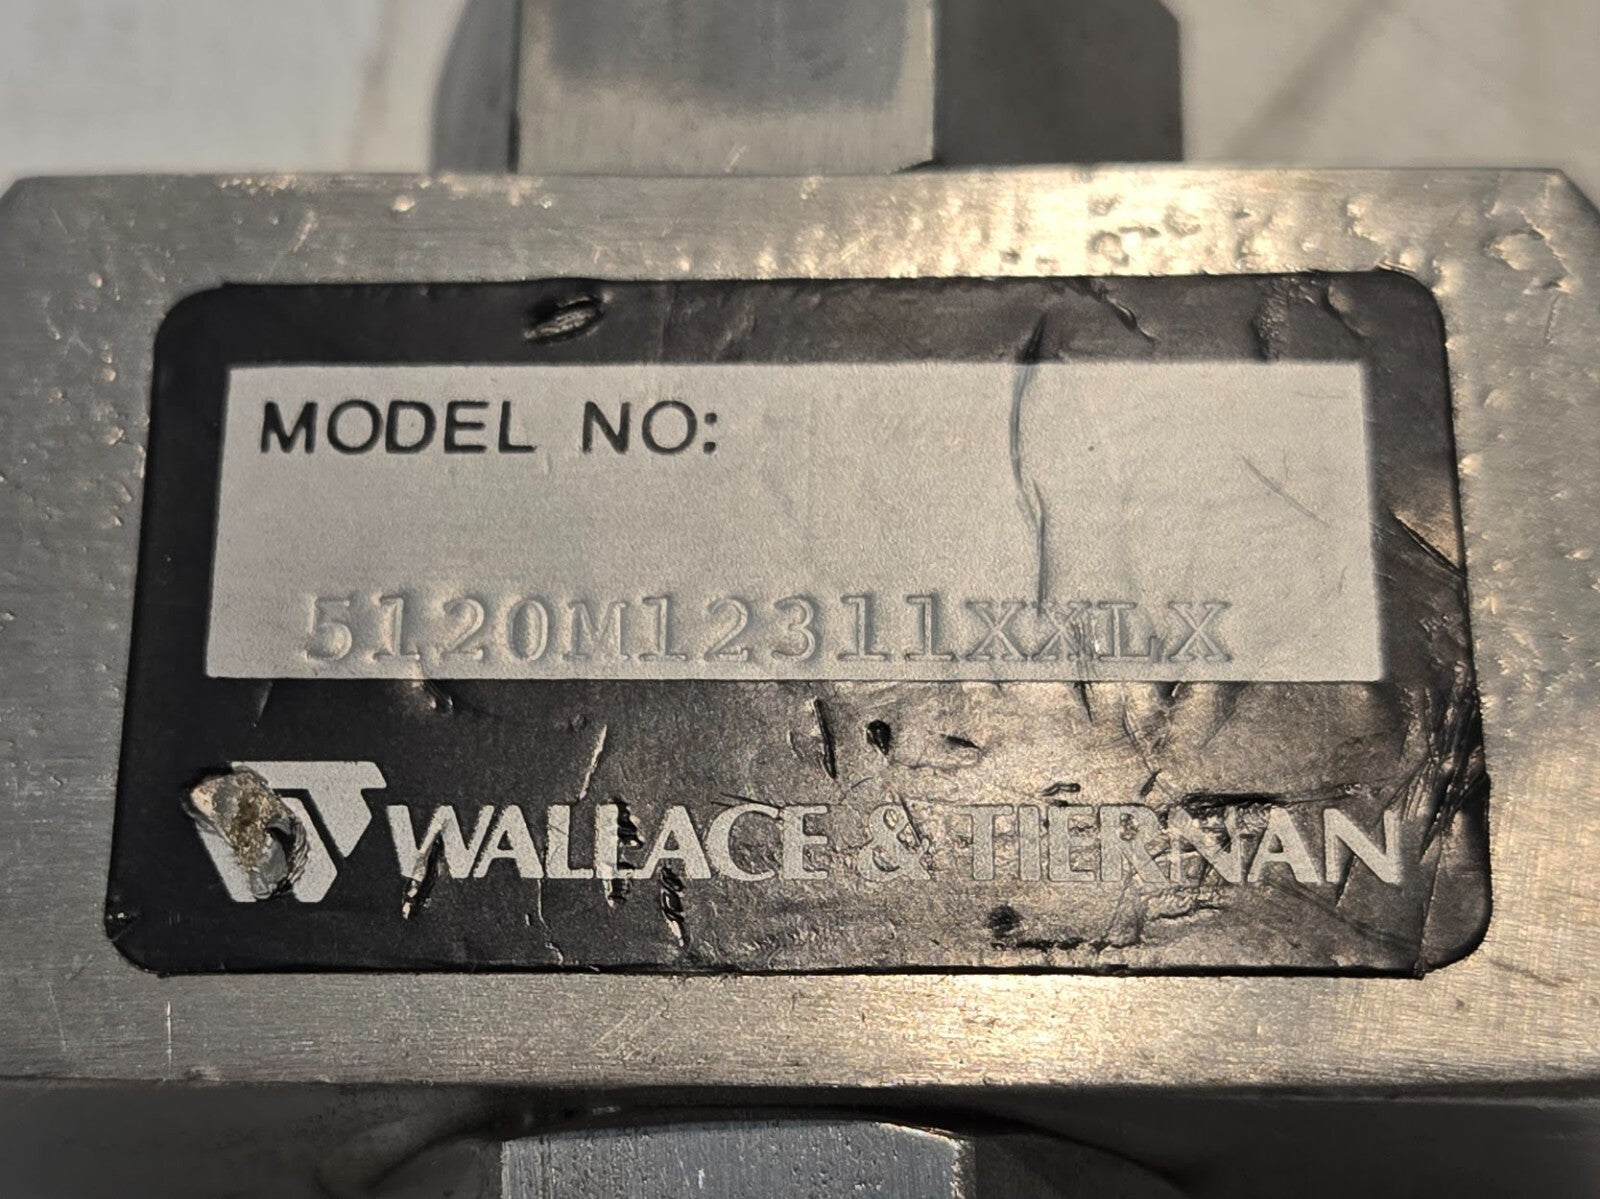 MODEL NO:
5120M12311XXLX
WALLACE & TIERNAN